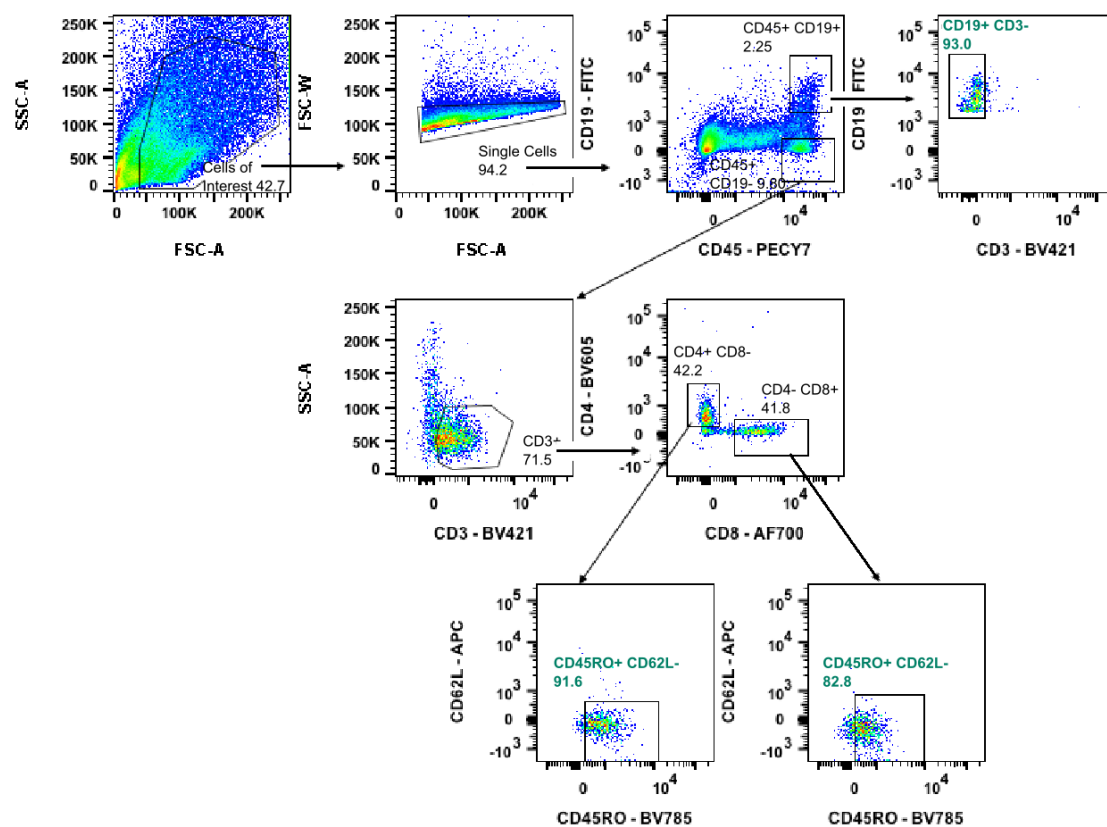 SSC-A
250K
200K
150K
100K
50K
0
Cells of
Interest 42.7
0
100K
200K
FSC-A
FSC-W
250K
200K
150K
100K
50K
0
Single Cells
94.2
0
100K
200K
FSC-A
CD19 - FITC
10^5
10^4
10^3
0
-10^3
CD45+ CD19+
2.25
CD45+
CD19- 9.80
0
10^4
CD45 - PECY7
CD19 FITC
10^5
10^4
10^3
0
-10^3
CD19+ CD3-
93.0
0
10^4
CD3 - BV421
SSC-A
250K
200K
150K
100K
50K
0
CD3+
71.5
0
10^4
CD3 - BV421
CD4 - BV605
10^5
10^4
10^3
0
-10^3
CD4+ CD8-
42.2
CD4- CD8+
41.8
0
10^4
CD8 - AF700
CD62L - APC
10^5
10^4
10^3
0
-10^3
CD45RO+ CD62L-
91.6
0
10^4
CD45RO - BV785
CD62L - APC
10^5
10^4
10^3
0
-10^3
CD45RO+ CD62L-
82.8
0
10^4
CD45RO - BV785